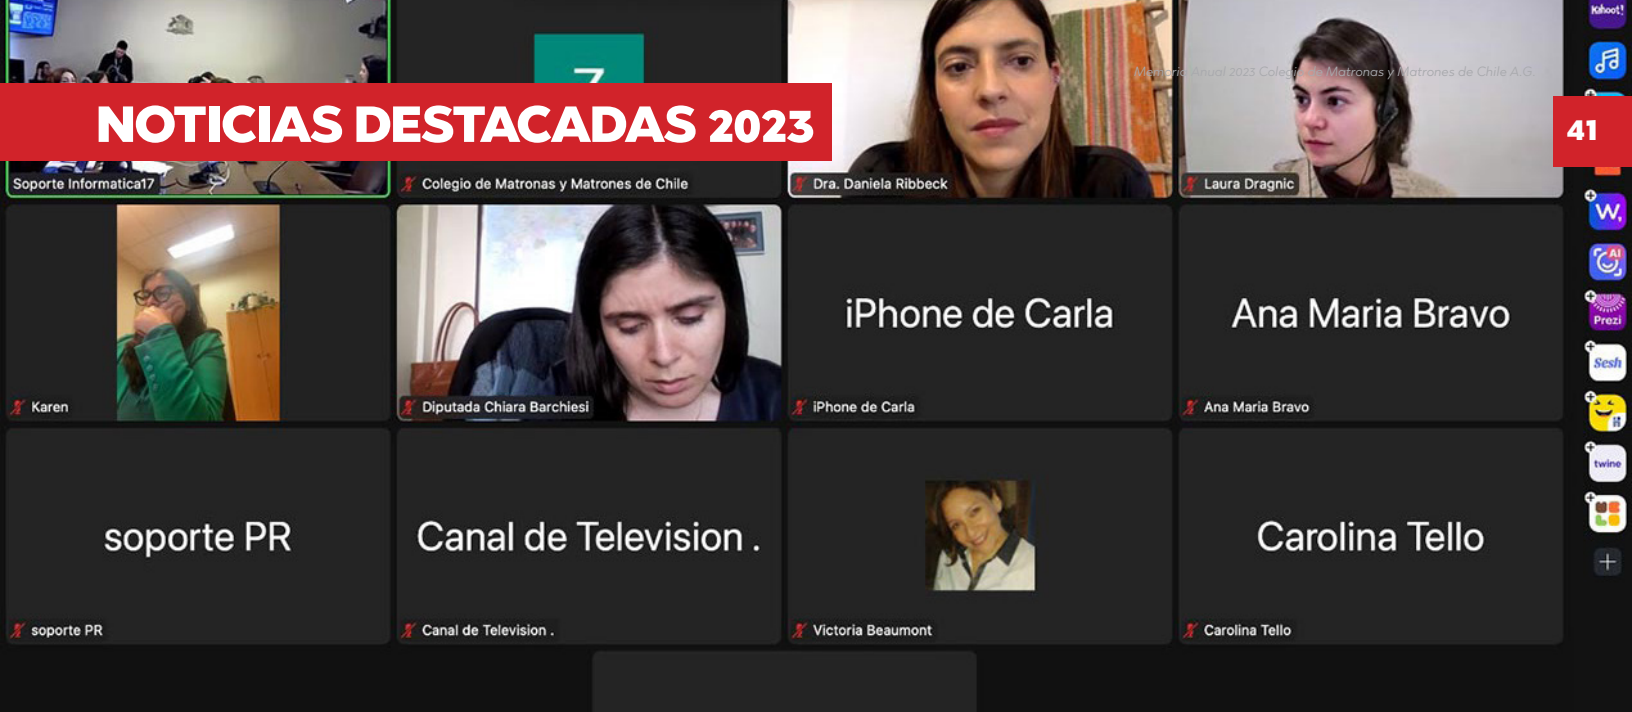 Kahoot!
Memoria Anual 2023 Colegio de Matronas y Matrones de Chile A.G.
NOTICIAS DESTACADAS 2023
41
Soporte Informatica17
Colegio de Matronas y Matrones de Chile
Dra. Daniela Ribbeck
Laura Dragnic
W,
AI
Prezi
Sesh
twine
iPhone de Carla
Ana Maria Bravo
Karen
Diputada Chiara Barchiesi
iPhone de Carla
Ana Maria Bravo
soporte PR
Canal de Television .
Carolina Tello
soporte PR
Canal de Television .
Victoria Beaumont
Carolina Tello